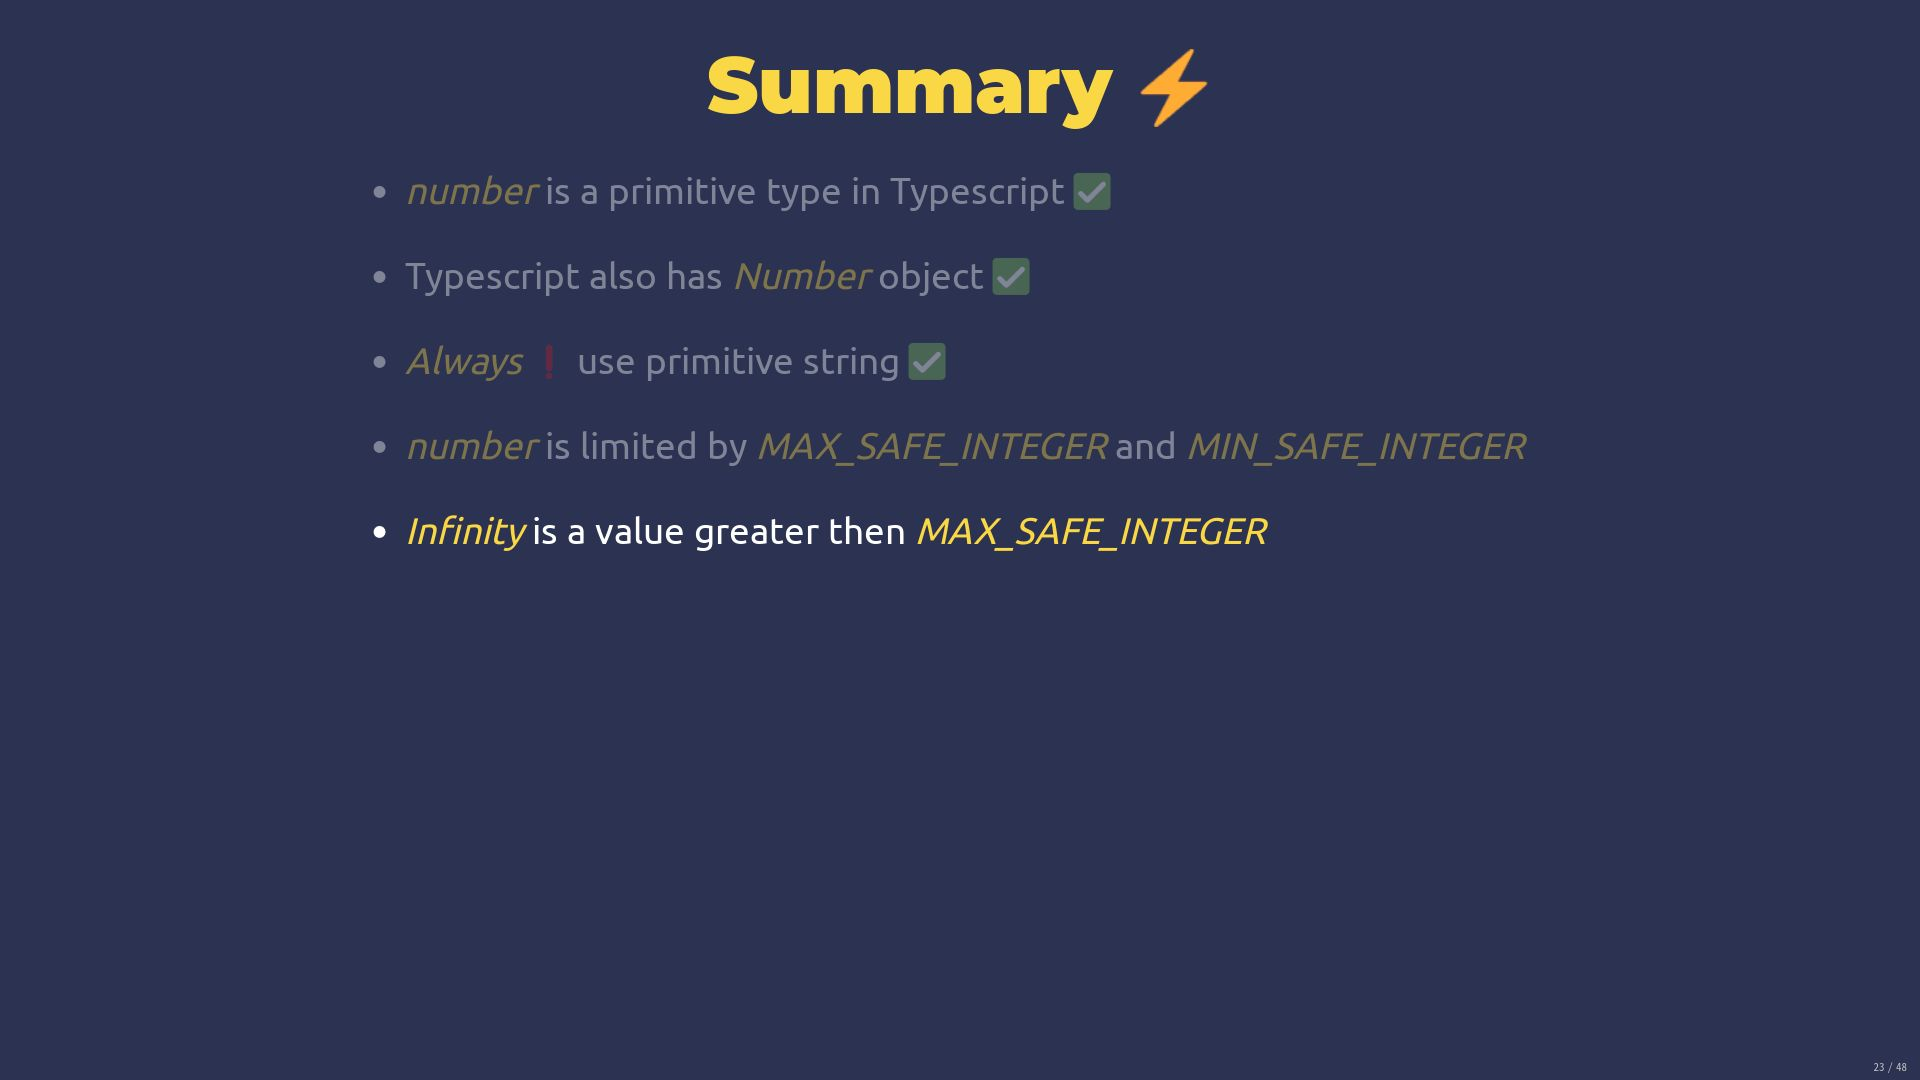 Summary ⚡
• number is a primitive type in Typescript ✅
• Typescript also has Number object ✅
• Always ❗ use primitive string ✅
• number is limited by MAX_SAFE_INTEGER and MIN_SAFE_INTEGER
• Infinity is a value greater then MAX_SAFE_INTEGER
23 / 48